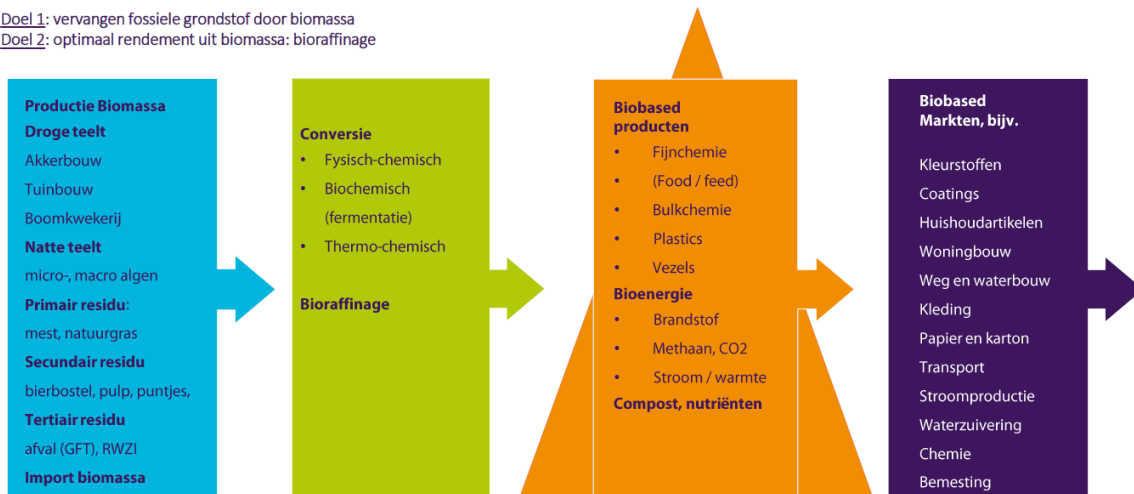 Doel 1: vervangen fossiele grondstof door biomassa
Doel 2: optimaal rendement uit biomassa: bioraffinage
Productie Biomassa
Droge teelt
Akkerbouw
Tuinbouw
Boomkwekerij
Natte teelt
micro-, macro algen
Primair residu:
mest, natuurgras
Secundair residu
bierbostel, pulp, puntjes,
Tertiair residu
afval (GFT), RWZI
Import biomassa
Conversie
• Fysisch-chemisch
• Biochemisch
(fermentatie)
• Thermo-chemisch
Bioraffinage
Biobased
producten
• Fijnchemie
• (Food / feed)
• Bulkchemie
• Plastics
• Vezels
Bioenergie
• Brandstof
• Methaan, CO2
• Stroom / warmte
Compost, nutriënten
Biobased
Markten, bijv.
Kleurstoffen
Coatings
Huishoudartikelen
Woningbouw
Weg en waterbouw
Kleding
Papier en karton
Transport
Stroomproductie
Waterzuivering
Chemie
Bemesting